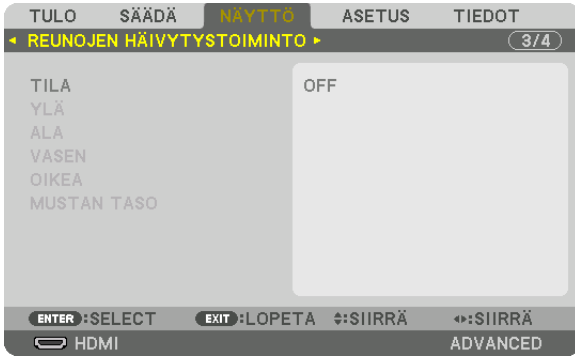 TULO SÄÄDÄ NÄYTTÖ ASETUS TIEDOT
REUNOJEN HÄIVYTYSTOIMINTO 3/4
TILA OFF
YLÄ
ALA
VASEN
OIKEA
MUSTAN TASO
ENTER :SELECT EXIT :LOPETA :SIIRRÄ :SIIRRÄ
HDMI ADVANCED